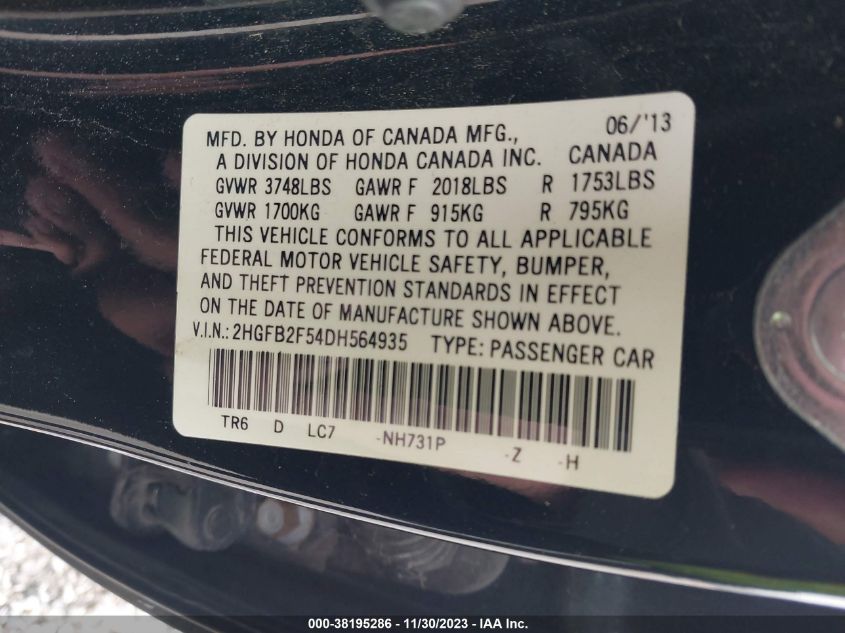 MFD. BY HONDA OF CANADA MFG., 06/'13
A DIVISION OF HONDA CANADA INC. CANADA
GVWR 3748LBS GAWR F 2018LBS R 1753LBS
GVWR 1700KG GAWR F 915KG R 795KG
THIS VEHICLE CONFORMS TO ALL APPLICABLE
FEDERAL MOTOR VEHICLE SAFETY, BUMPER,
AND THEFT PREVENTION STANDARDS IN EFFECT
ON THE DATE OF MANUFACTURE SHOWN ABOVE.
V.I.N.: 2HGFB2F54DH564935 TYPE: PASSENGER CAR
TR6 D LC7 -NH731P -Z -H
000-38195286 - 11/30/2023 - IAA Inc.